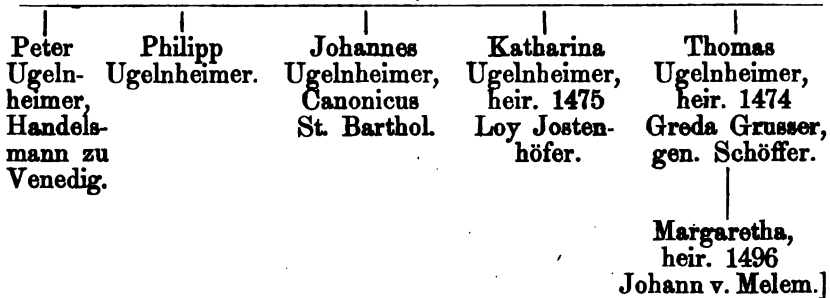 Peter
Ugeln-
heimer,
Handels-
mann zu
Venedig.
Philipp
Ugelnheimer.
Johannes
Ugelnheimer,
Canonicus
St. Barthol.
Katharina
Ugelnheimer,
heir. 1475
Loy Josten-
höfer.
Thomas
Ugelnheimer,
heir. 1474
Greda Grusser,
gen. Schöffer.
Margaretha,
heir. 1496
Johann v. Melem.]